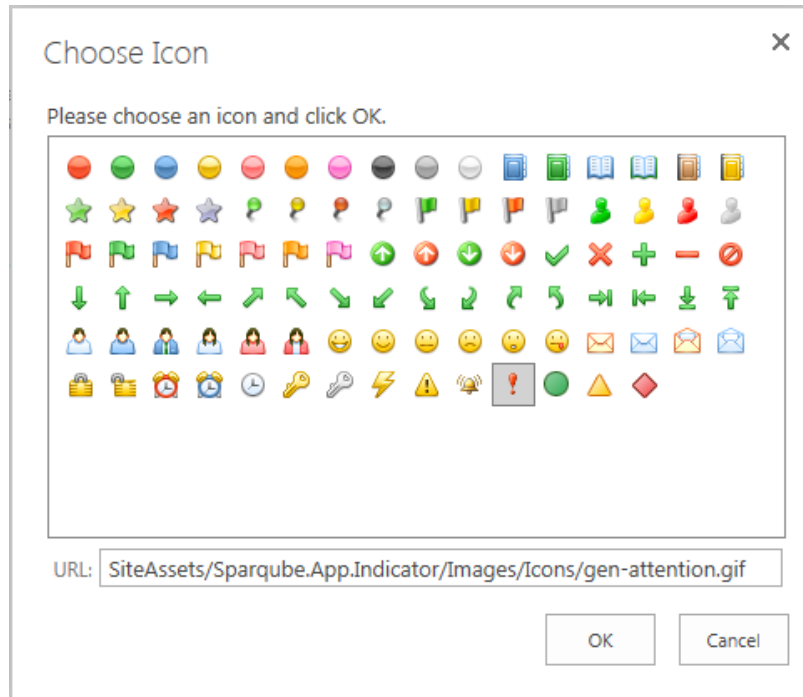 Choose Icon
Please choose an icon and click OK.
URL: SiteAssets/Sparqube.App.Indicator/Images/Icons/gen-attention.gif
OK Cancel